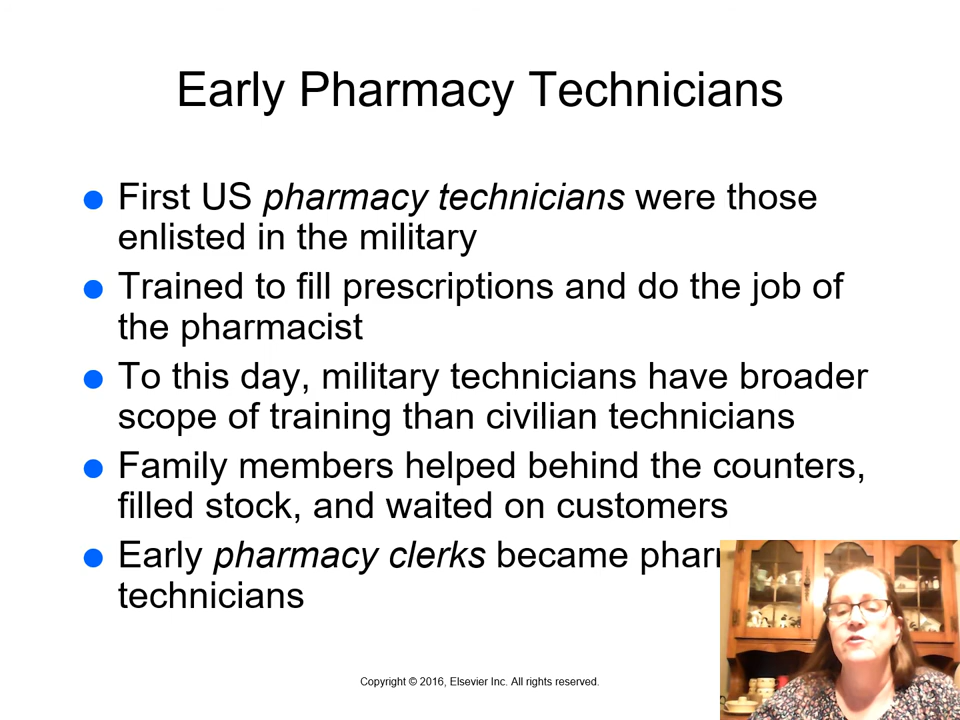 Early Pharmacy Technicians
First US pharmacy technicians were those
enlisted in the military
Trained to fill prescriptions and do the job of
the pharmacist
To this day, military technicians have broader
scope of training than civilian technicians
Family members helped behind the counters,
filled stock, and waited on customers
Early pharmacy clerks became
technicians
Copyright © 2016, Elsevier Inc. All rights reserved.